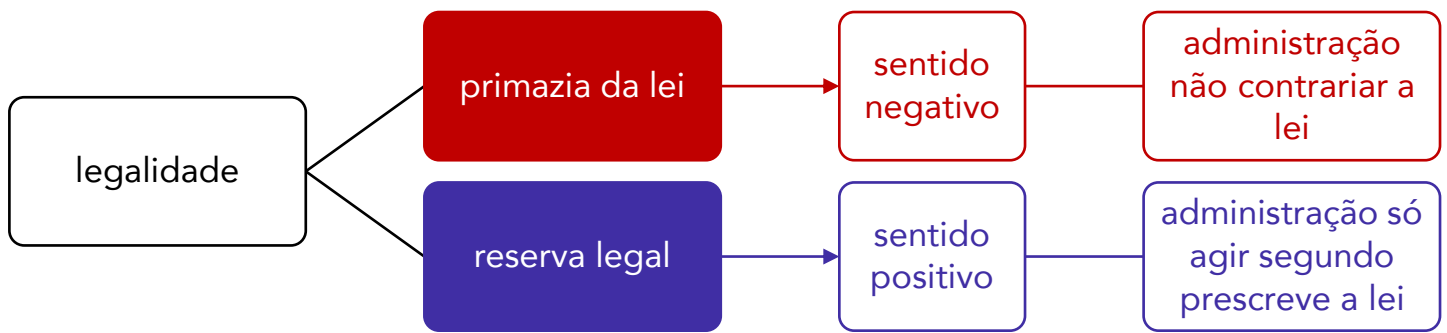 legalidade
primazia da lei
sentido
negativo
administração
não contrariar a
lei
reserva legal
sentido
positivo
administração só
agir segundo
prescreve a lei